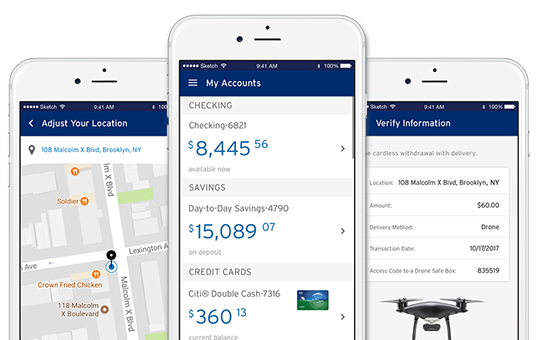 Sketch 9:41 AM
Adjust Your Location
108 Malcolm X Blvd, Brooklyn, NY
Soldier
m X Blvd
Lexington A
n Ave
Crown Fried Chicken
Malcolm X Blvd
118 Malcolm
X Boulevard
Sketch 9:41 AM 100%
My Accounts
CHECKING
Checking-6821
$8,445 56
available now
SAVINGS
Day-to-Day Savings-4790
$15,089 07
on deposit
CREDIT CARDS
Citi® Double Cash-7316
$360 13
current balance
9:41 AM 100%
Verify Information
e cardless withdrawal with delivery.
Location: 108 Malcolm X Blvd, Brooklyn, NY
Amount: $60.00
Delivery Method: Drone
Transaction Date: 10/17/2017
Access Code to a Drone Safe Box: 835519